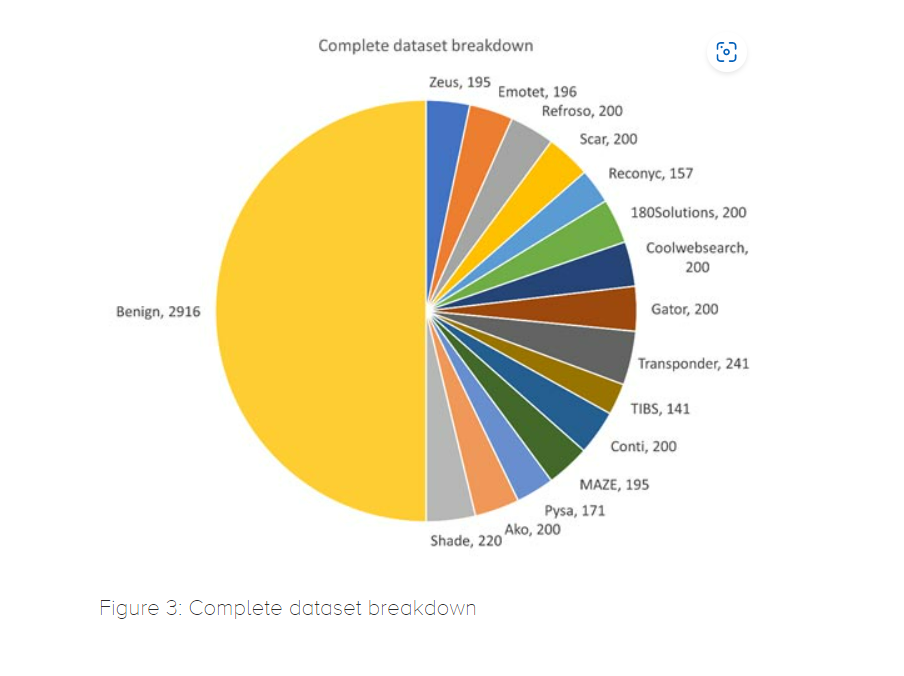 Complete dataset breakdown
Zeus, 195
Emotet, 196
Refroso, 200
Scar, 200
Reconyc, 157
180Solutions, 200
Coolwebsearch,
200
Gator, 200
Transponder, 241
TIBS, 141
Conti, 200
MAZE, 195
Pysa, 171
Ako, 200
Shade, 220
Benign, 2916
Figure 3: Complete dataset breakdown